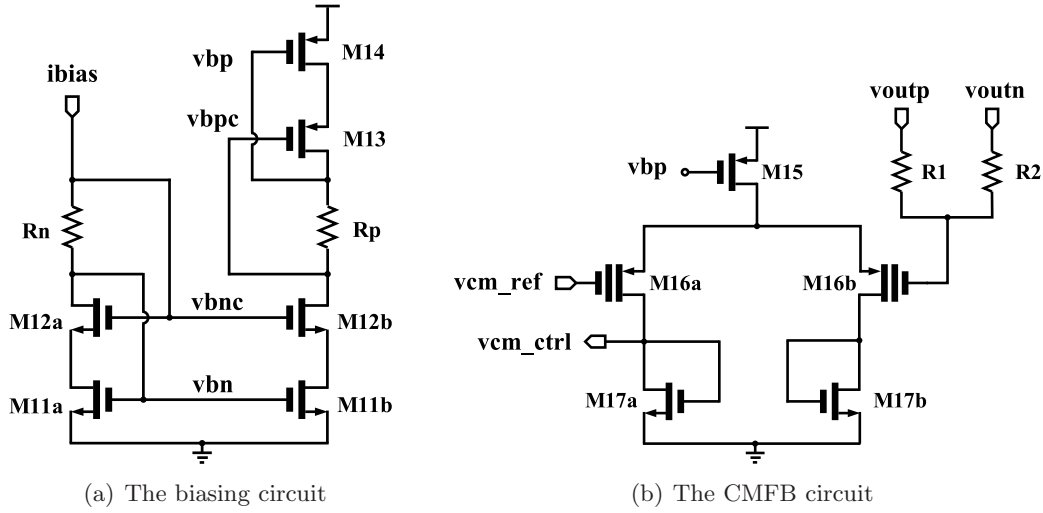 ibias
vbp
M14
vbpc
M13
Rn
Rp
M12a
vbnc
M12b
M11a
vbn
M11b
(a) The biasing circuit
voutp
voutn
vbp
M15
R1
R2
vcm_ref
M16a
M16b
vcm_ctrl
M17a
M17b
(b) The CMFB circuit